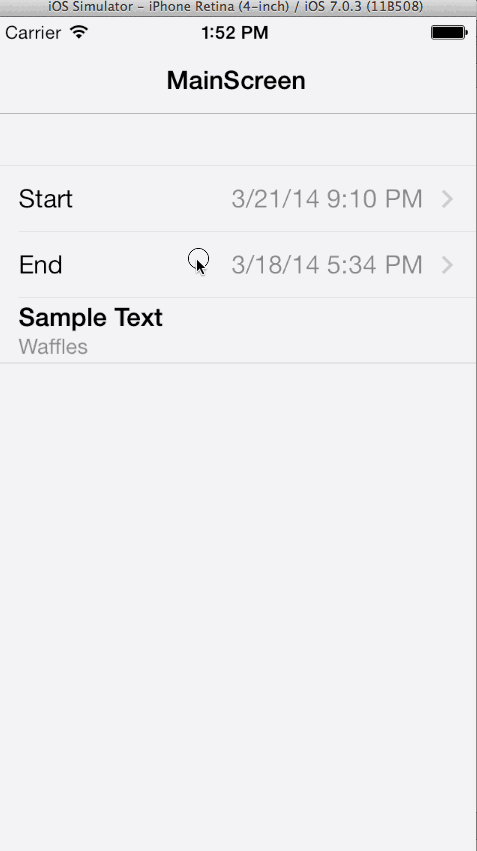 iOS Simulator - iPhone Retina (4-inch) / iOS 7.0.3 (11B508)
Carrier 1:52 PM
MainScreen
Start 3/21/14 9:10 PM
End 3/18/14 5:34 PM
Sample Text
Waffles